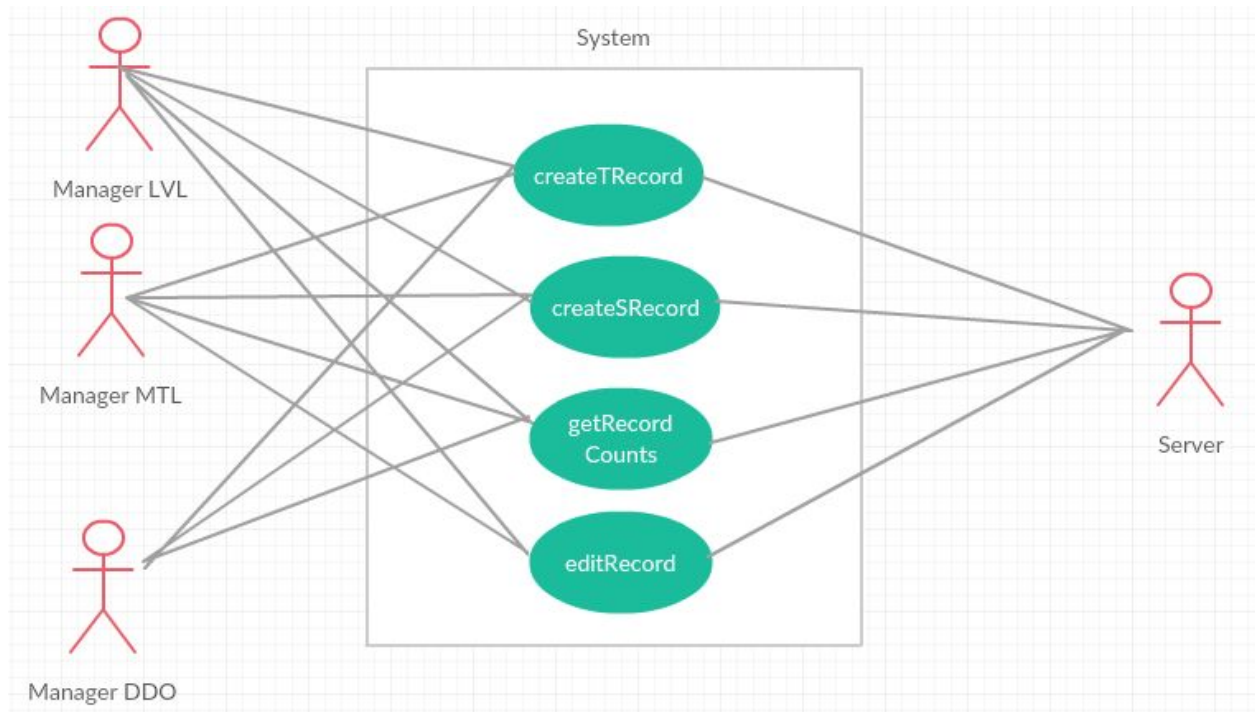 System
Manager LVL
Manager MTL
Manager DDO
createTRecord
createSRecord
getRecord
Counts
editRecord
Server